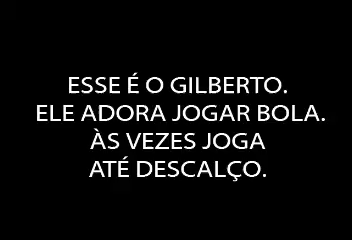 ESSE É O GILBERTO.
ELE ADORA JOGAR BOLA.
ÀS VEZES JOGA
ATÉ DESCALÇO.